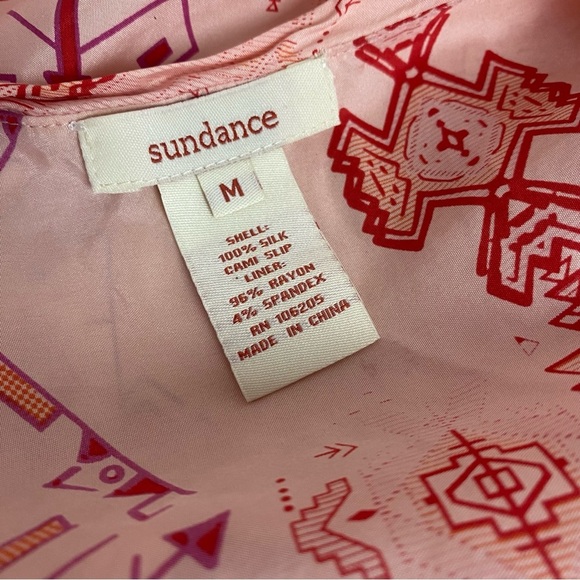 sundance
M
SHELL:
100% SILK
CAMI SLIP
LINER:
96% RAYON
4% SPANDEX
RN 106205
MADE IN CHINA